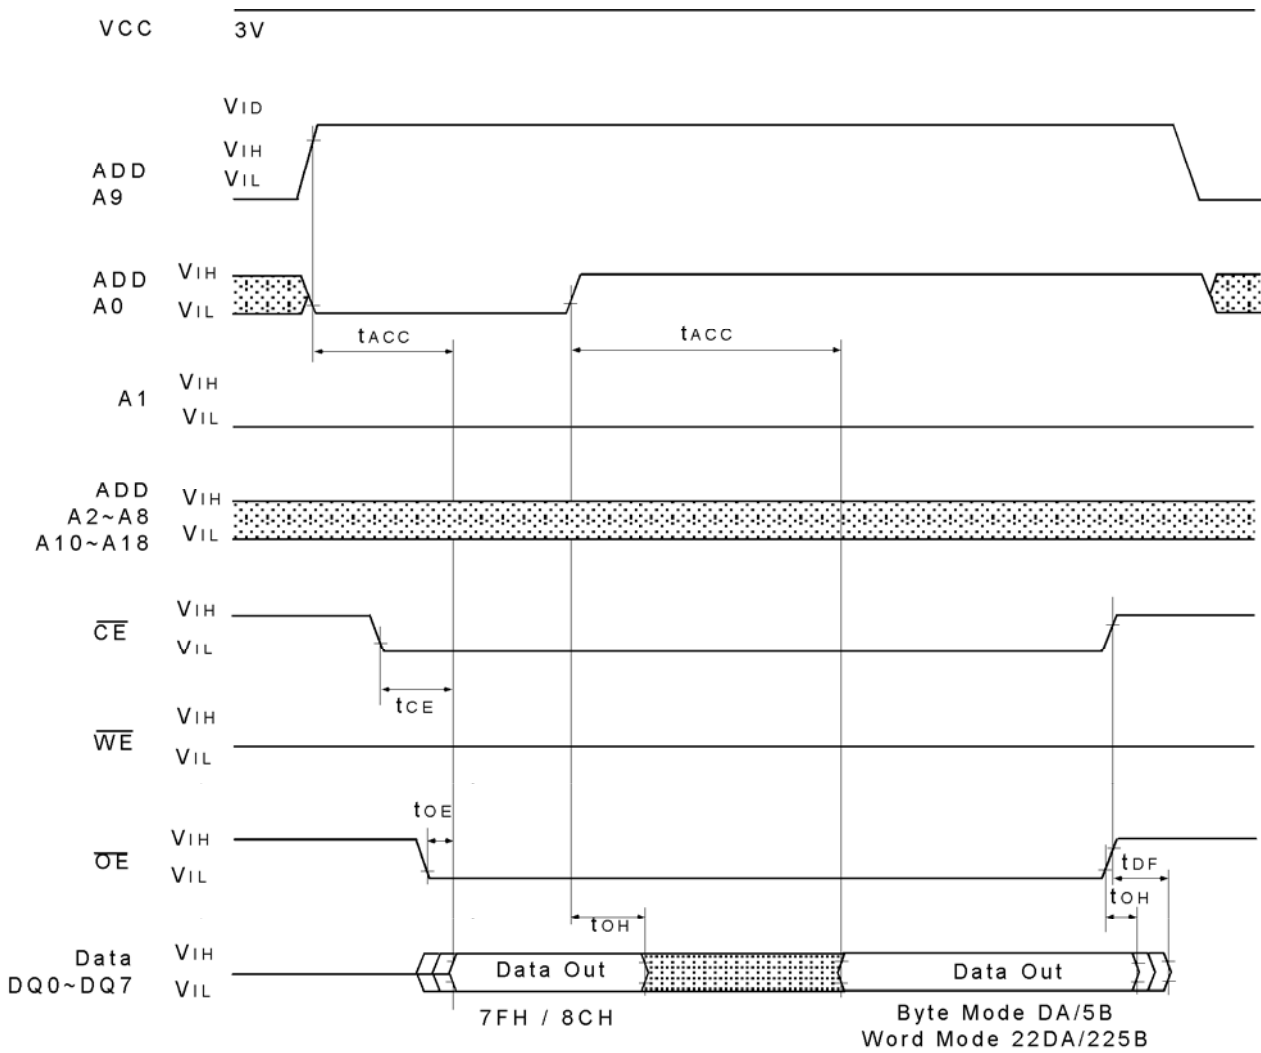 VCC 3V
VID
VIH
ADD VIL
A9
ADD VIH
A0 VIL
tACC tACC
VIH
A1
VIL
ADD VIH
A2~A8
VIL
A10~A18
VIH
CE
VIL
tCE
VIH
WE
VIL
tOE
VIH
OE tDF
VIL
tOH
tOH
Data VIH
Data Out Data Out
DQ0~DQ7 VIL
7FH / 8CH Byte Mode DA/5B
Word Mode 22DA/225B